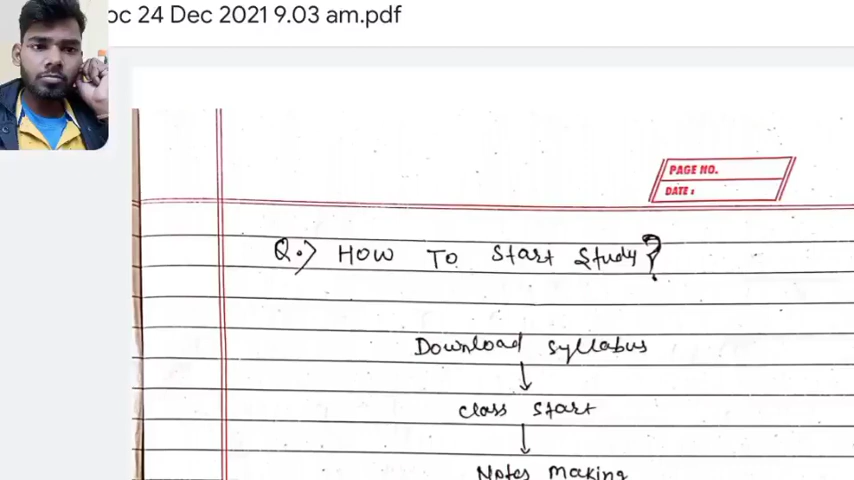 oc 24 Dec 2021 9.03 am.pdf
PAGE NO.
DATE :
Q.> HOW TO Start Study?
Download syllabus
class start
Notes making